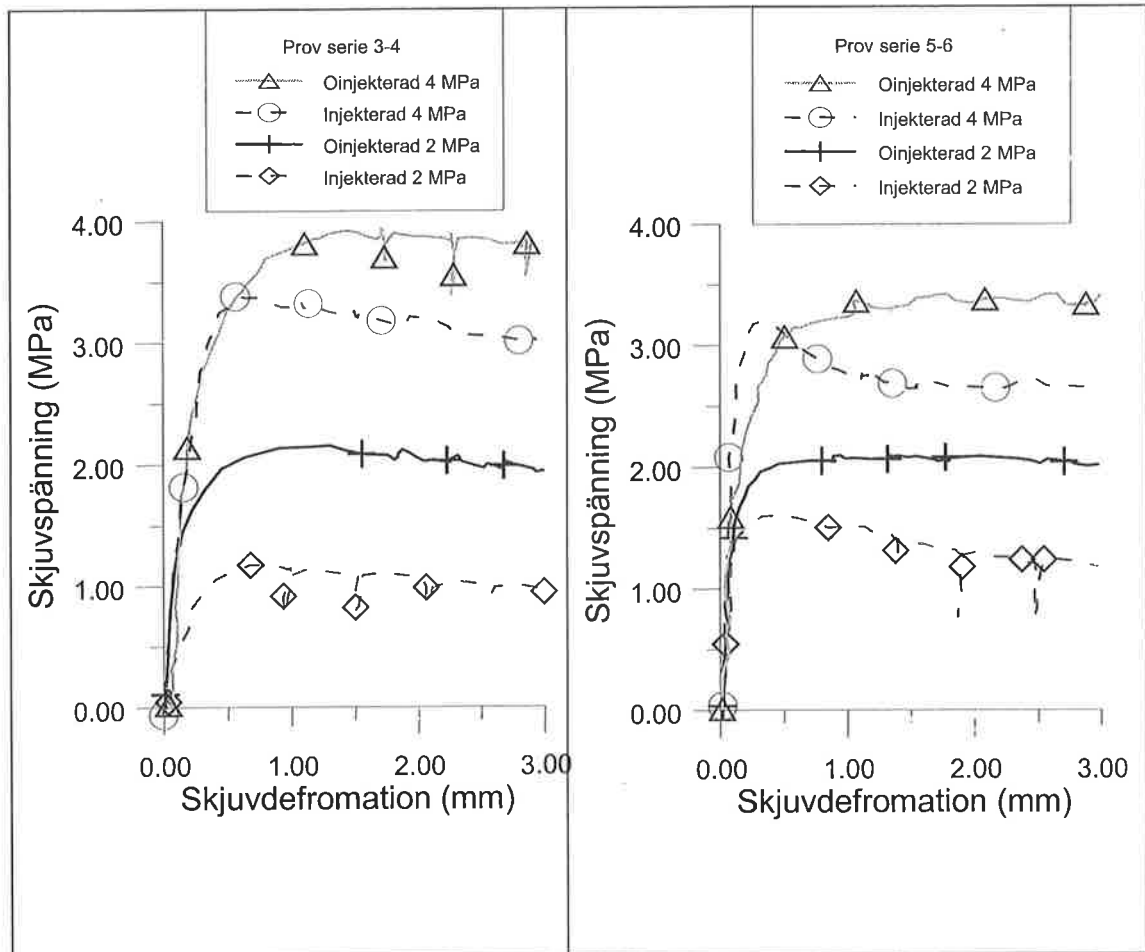 Prov serie 3-4
Oinjekterad 4 MPa
Injekterad 4 MPa
Oinjekterad 2 MPa
Injekterad 2 MPa
4.00
3.00
2.00
1.00
0.00
Skjuvspänning (MPa)
0.00 1.00 2.00 3.00
Skjuvdefromation (mm)
Prov serie 5-6
Oinjekterad 4 MPa
Injekterad 4 MPa
Oinjekterad 2 MPa
Injekterad 2 MPa
4.00
3.00
2.00
1.00
0.00
Skjuvspänning (MPa)
0.00 1.00 2.00 3.00
Skjuvdefromation (mm)